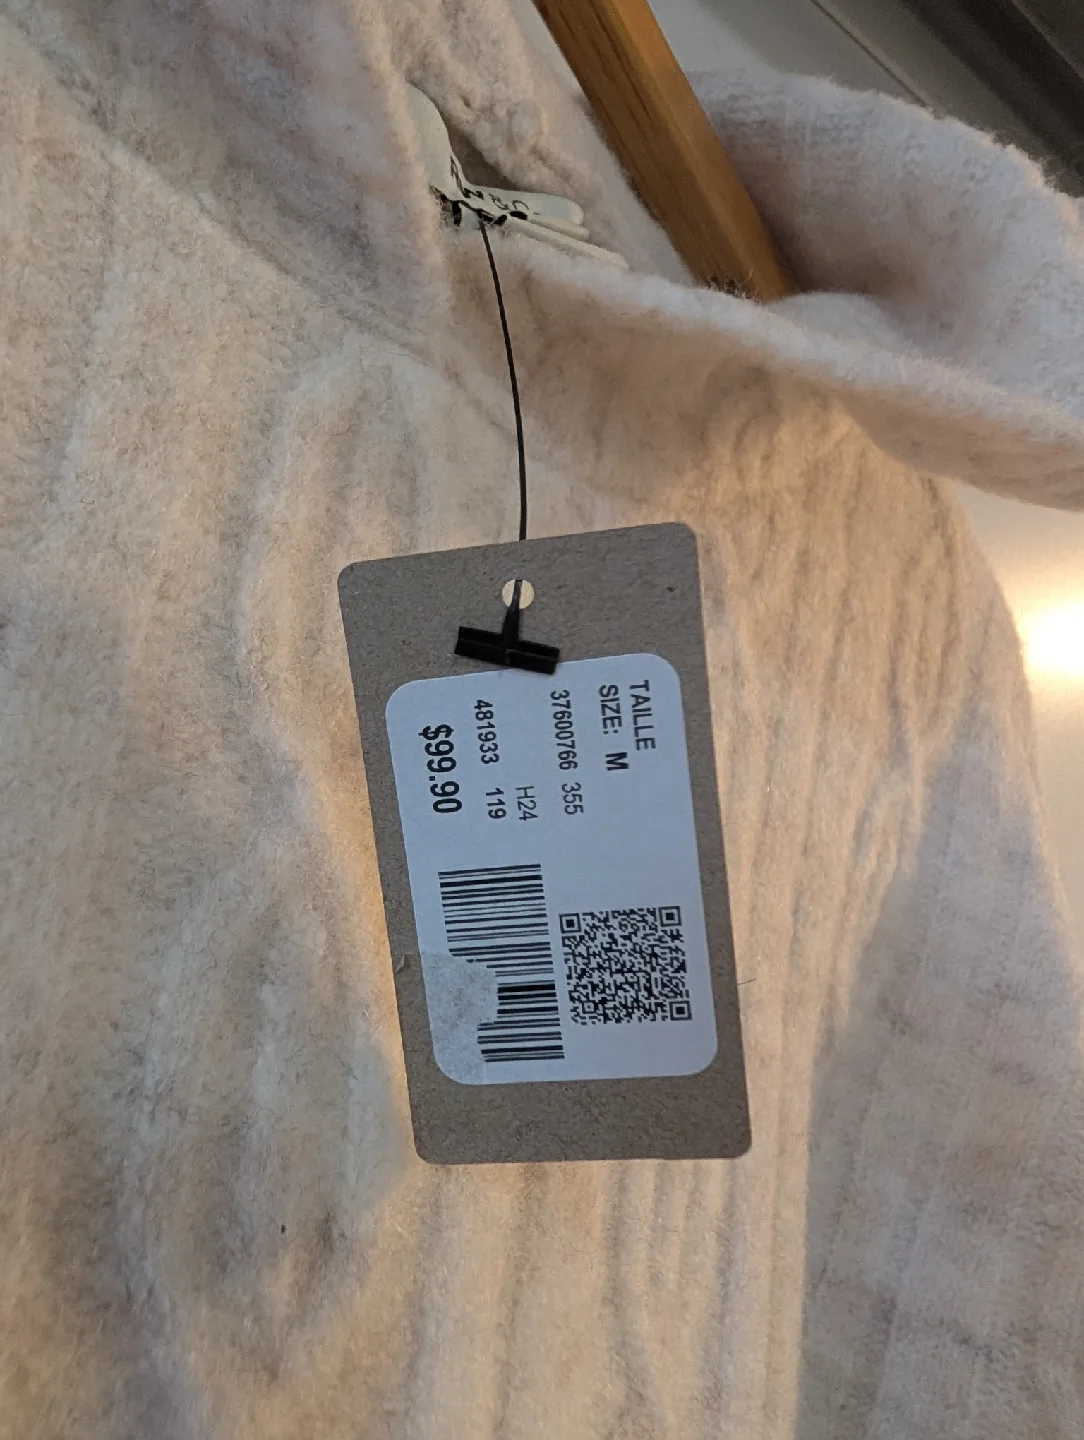 TAILLE
SIZE: M
37600766 355
H24
481933 119
$99.90